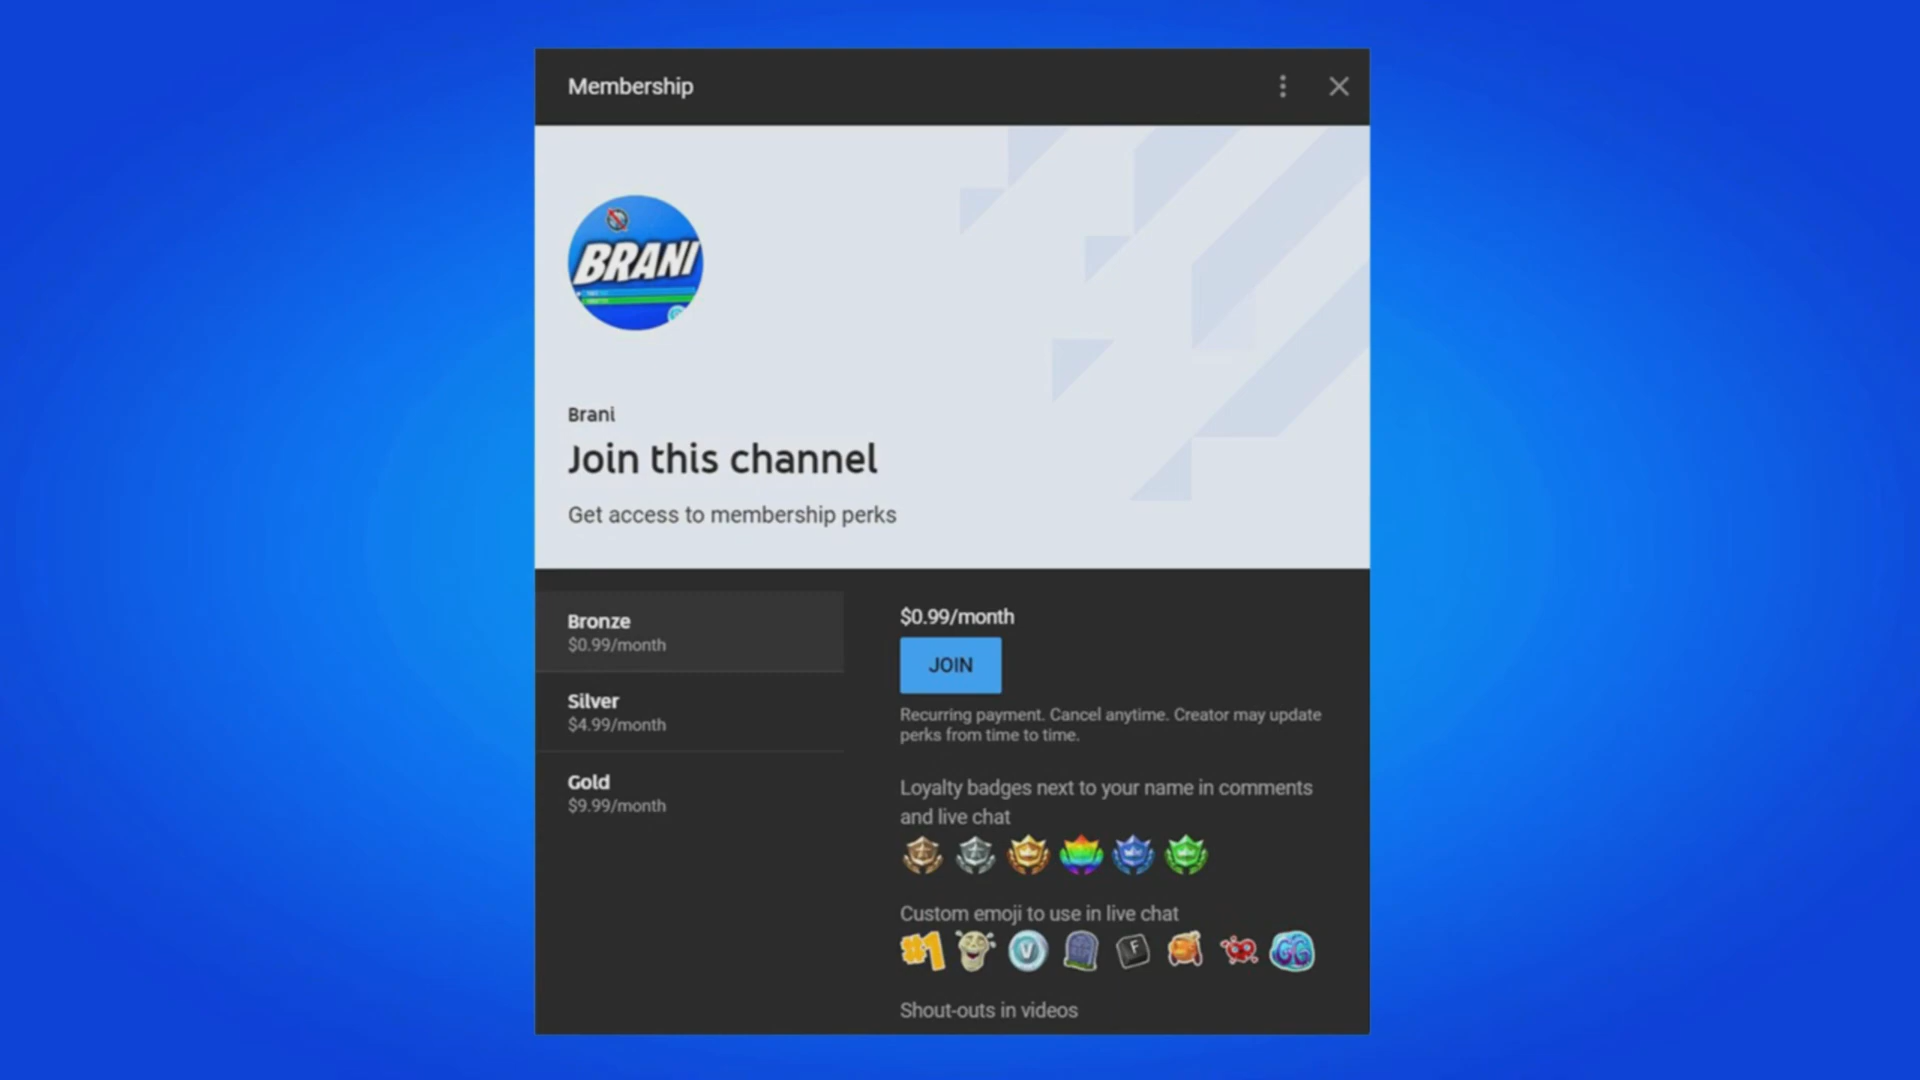 Membership
BRANI
Brani
Join this channel
Get access to membership perks
Bronze
$0.99/month
Silver
$4.99/month
Gold
$9.99/month
$0.99/month
JOIN
Recurring payment. Cancel anytime. Creator may update
perks from time to time.
Loyalty badges next to your name in comments
and live chat
Custom emoji to use in live chat
#1
V
F
GG
Shout-outs in videos